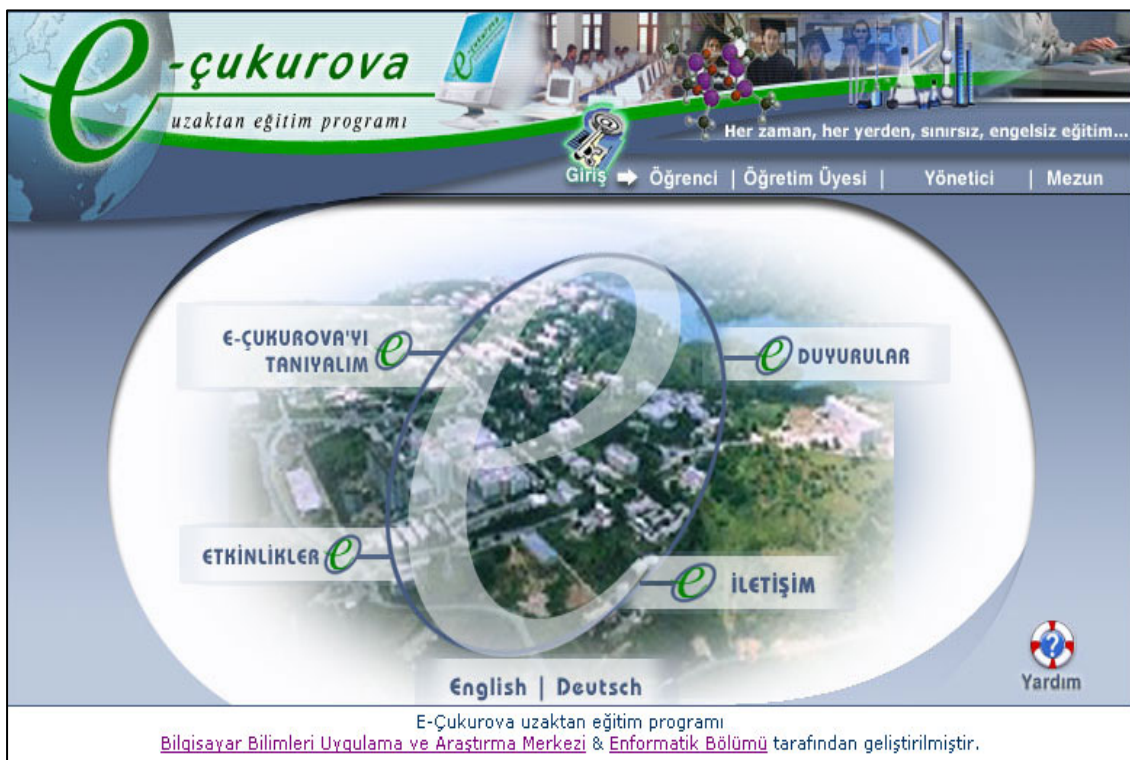 e-çukurova
uzaktan eğitim programı
Her zaman, her yerden, sınırsız, engelsiz eğitim...
Giriş Öğrenci | Öğretim Üyesi | Yönetici | Mezun
E-ÇUKUROVA'YI
TANIYALIM
DUYURULAR
ETKİNLİKLER
İLETİŞİM
English | Deutsch
Yardım
E-Çukurova uzaktan eğitim programı
Bilgisayar Bilimleri Uygulama ve Araştırma Merkezi & Enformatik Bölümü tarafından geliştirilmiştir.